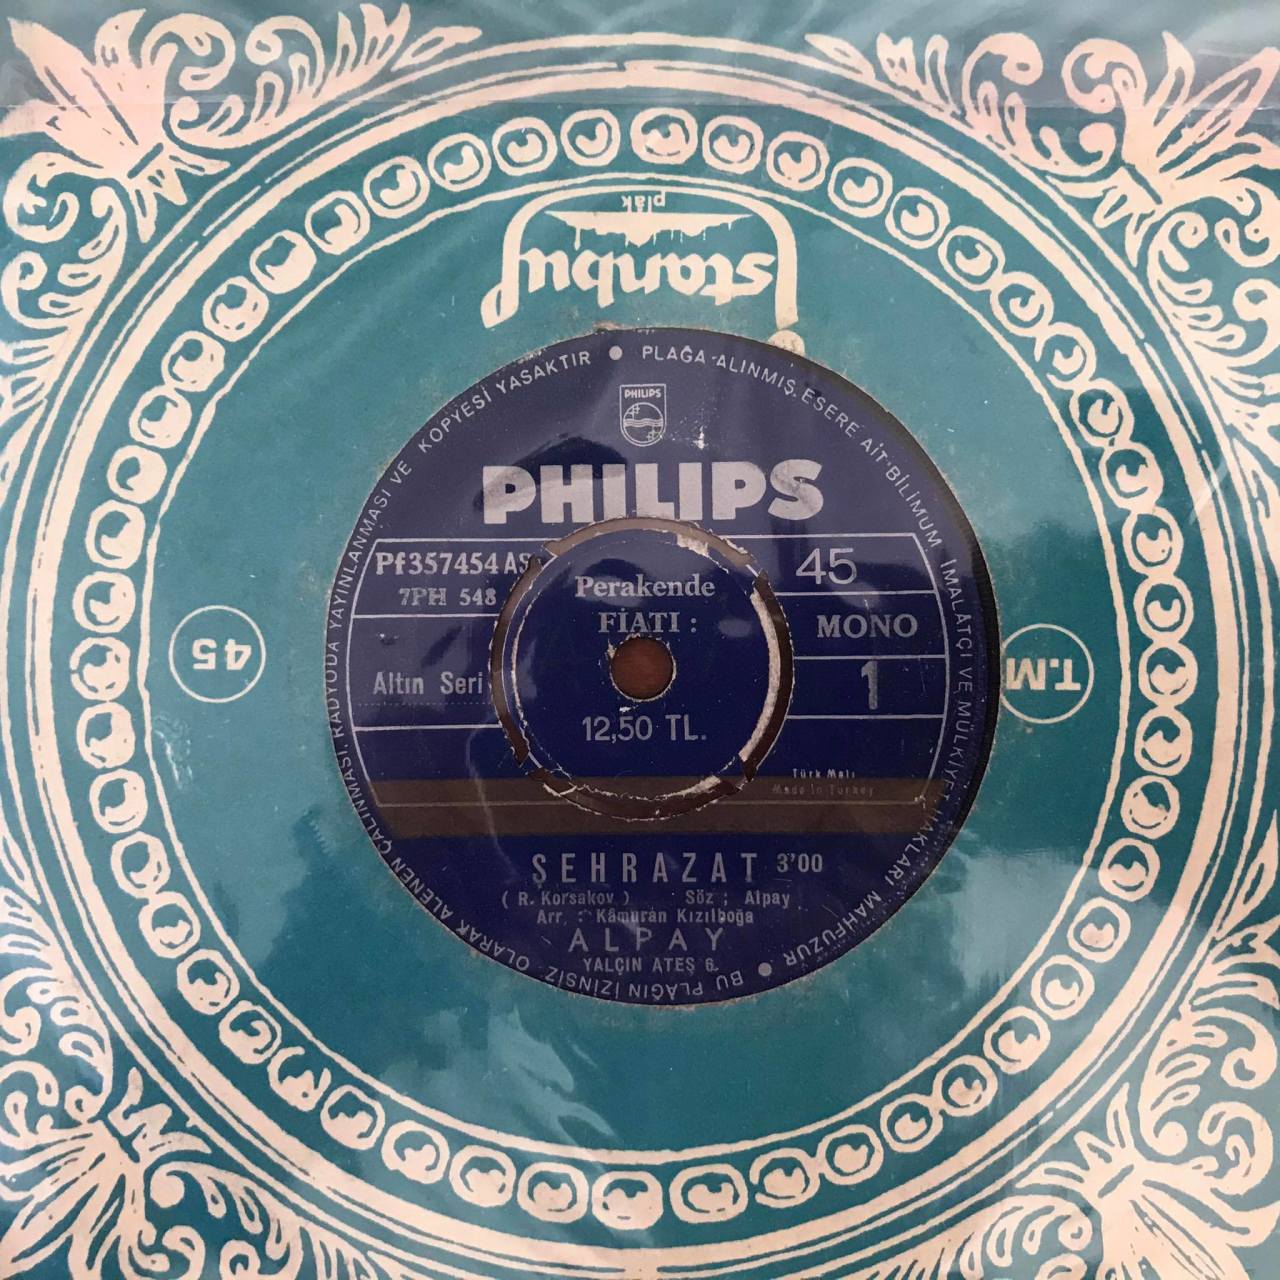 İstanbul
plâk
PLAĞA ALINMIŞ ESERE AİT BİLİMUM İMALATÇI VE MÜLKİYET HAKLARI MAHFUZUR ● BU PLAĞIN İZİNSİZ OLARAK ALENEN ÇALINMASI, RADYODA YAYINLANMASI VE KOPYESİ YASAKTIR ●
PHILIPS
PHILIPS
Pf357454 AS
7PH 548
Altın Seri
Perakende
FİATI :
12,50 TL.
45
MONO
1
Türk Malı
Made in Turkey
ŞEHRAZAT 3'00
( R. Korsakov ) Söz : Alpay
Arr. : Kâmuran Kızılboğa
ALPAY
YALÇIN ATEŞ 6.
45
T.M